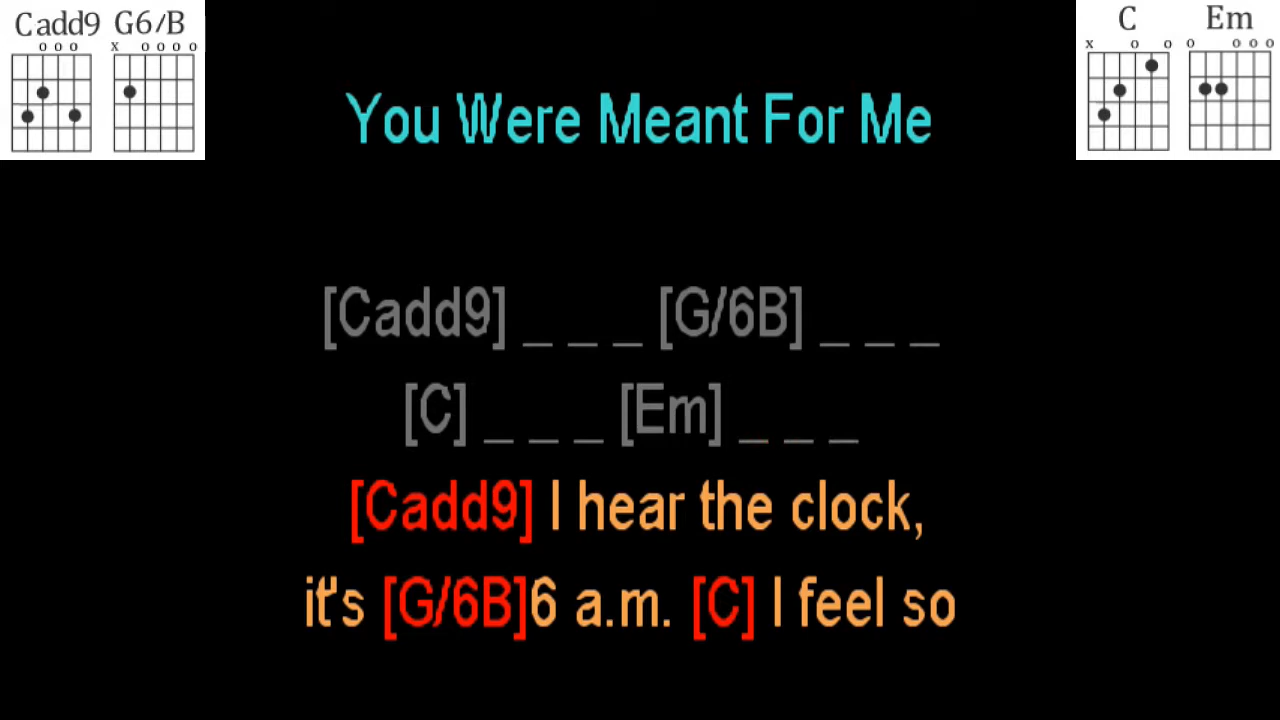 Cadd9 G6/B
x
o o o
o o o o
C Em
x o o
o o o o
You Were Meant For Me
[Cadd9] _ _ _ [G/6B] _ _ _
[C] _ _ _ [Em] _ _ _
[Cadd9] I hear the clock,
it's [G/6B]6 a.m. [C] I feel so